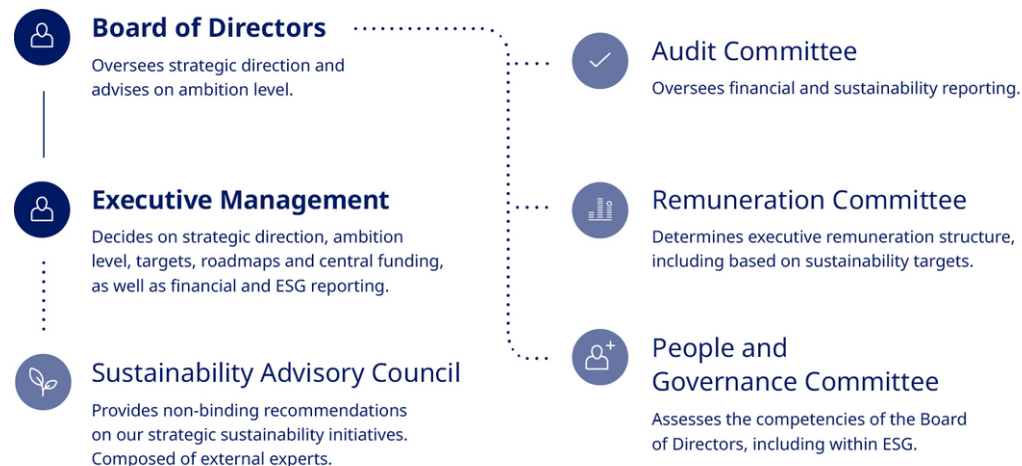 Board of Directors
Oversees strategic direction and
advises on ambition level.
Executive Management
Decides on strategic direction, ambition
level, targets, roadmaps and central funding,
as well as financial and ESG reporting.
Sustainability Advisory Council
Provides non-binding recommendations
on our strategic sustainability initiatives.
Composed of external experts.
Audit Committee
Oversees financial and sustainability reporting.
Remuneration Committee
Determines executive remuneration structure,
including based on sustainability targets.
People and
Governance Committee
Assesses the competencies of the Board
of Directors, including within ESG.